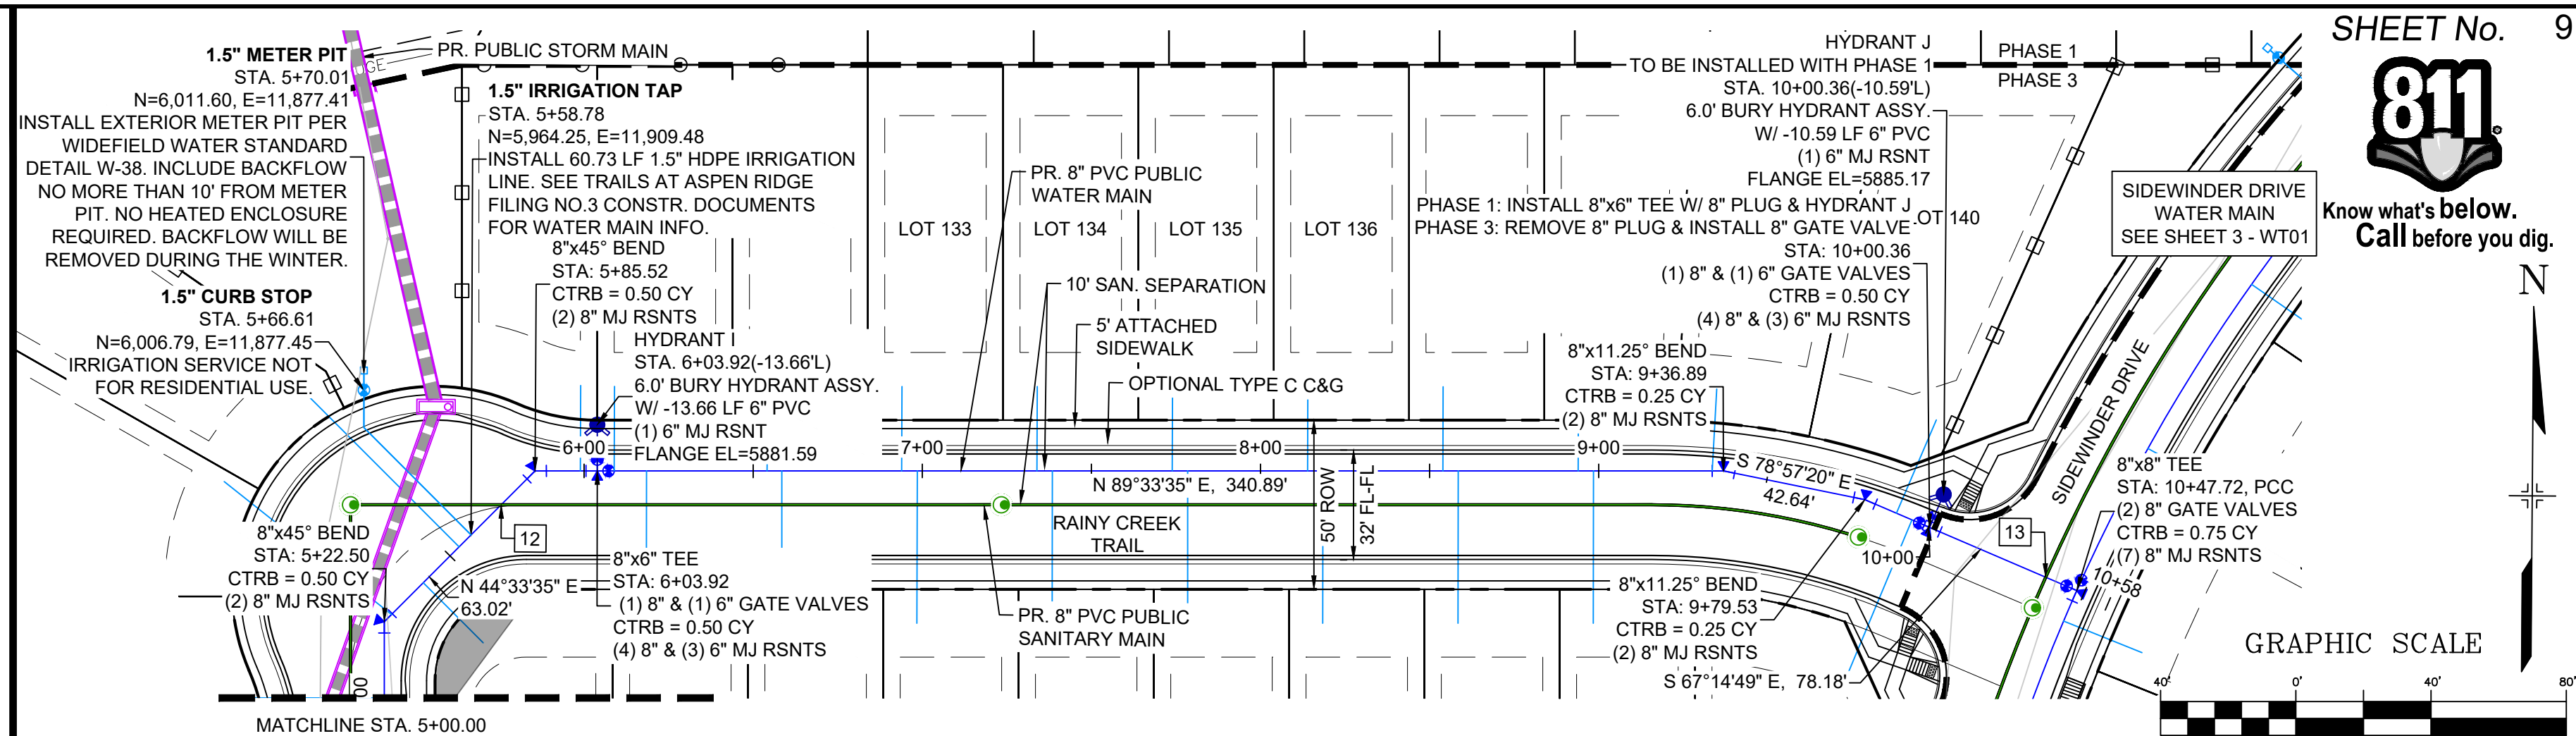 SHEET No. 9
811
Know what's below.
Call before you dig.
N
1.5" METER PIT
STA. 5+70.01
N=6,011.60, E=11,877.41
INSTALL EXTERIOR METER PIT PER
WIDEFIELD WATER STANDARD
DETAIL W-38. INCLUDE BACKFLOW
NO MORE THAN 10' FROM METER
PIT. NO HEATED ENCLOSURE
REQUIRED. BACKFLOW WILL BE
REMOVED DURING THE WINTER.
1.5" CURB STOP
STA. 5+66.61
N=6,006.79, E=11,877.45
IRRIGATION SERVICE NOT
FOR RESIDENTIAL USE.
PR. PUBLIC STORM MAIN
1.5" IRRIGATION TAP
STA. 5+58.78
N=5,964.25, E=11,909.48
INSTALL 60.73 LF 1.5" HDPE IRRIGATION
LINE. SEE TRAILS AT ASPEN RIDGE
FILING NO.3 CONSTR. DOCUMENTS
FOR WATER MAIN INFO.
8"x45° BEND
STA: 5+85.52
CTRB = 0.50 CY
(2) 8" MJ RSNTS
HYDRANT I
STA. 6+03.92(-13.66'L)
6.0' BURY HYDRANT ASSY.
W/ -13.66 LF 6" PVC
(1) 6" MJ RSNT
FLANGE EL=5881.59
PR. 8" PVC PUBLIC
WATER MAIN
10' SAN. SEPARATION
5' ATTACHED
SIDEWALK
OPTIONAL TYPE C C&G
LOT 133
LOT 134
LOT 135
LOT 136
HYDRANT J
TO BE INSTALLED WITH PHASE 1
STA. 10+00.36(-10.59'L)
6.0' BURY HYDRANT ASSY.
W/ -10.59 LF 6" PVC
(1) 6" MJ RSNT
FLANGE EL=5885.17
PHASE 1: INSTALL 8"x6" TEE W/ 8" PLUG & HYDRANT J
PHASE 3: REMOVE 8" PLUG & INSTALL 8" GATE VALVE
STA: 10+00.36
(1) 8" & (1) 6" GATE VALVES
CTRB = 0.50 CY
(4) 8" & (3) 6" MJ RSNTS
OT 140
PHASE 1
PHASE 3
SIDEWINDER DRIVE
WATER MAIN
SEE SHEET 3 - WT01
8"x11.25° BEND
STA: 9+36.89
CTRB = 0.25 CY
(2) 8" MJ RSNTS
6+00
7+00
8+00
9+00
10+00
10+58
N 89°33'35" E, 340.89'
S 78°57'20" E
42.64'
50' ROW
32' FL-FL
RAINY CREEK
TRAIL
SIDEWINDER DRIVE
12
13
8"x8" TEE
STA: 10+47.72, PCC
(2) 8" GATE VALVES
CTRB = 0.75 CY
(7) 8" MJ RSNTS
8"x45° BEND
STA: 5+22.50
CTRB = 0.50 CY
(2) 8" MJ RSNTS
N 44°33'35" E
63.02'
8"x6" TEE
STA: 6+03.92
(1) 8" & (1) 6" GATE VALVES
CTRB = 0.50 CY
(4) 8" & (3) 6" MJ RSNTS
PR. 8" PVC PUBLIC
SANITARY MAIN
8"x11.25° BEND
STA: 9+79.53
CTRB = 0.25 CY
(2) 8" MJ RSNTS
S 67°14'49" E, 78.18'
00
MATCHLINE STA. 5+00.00
GRAPHIC SCALE
40' 0' 40' 80'